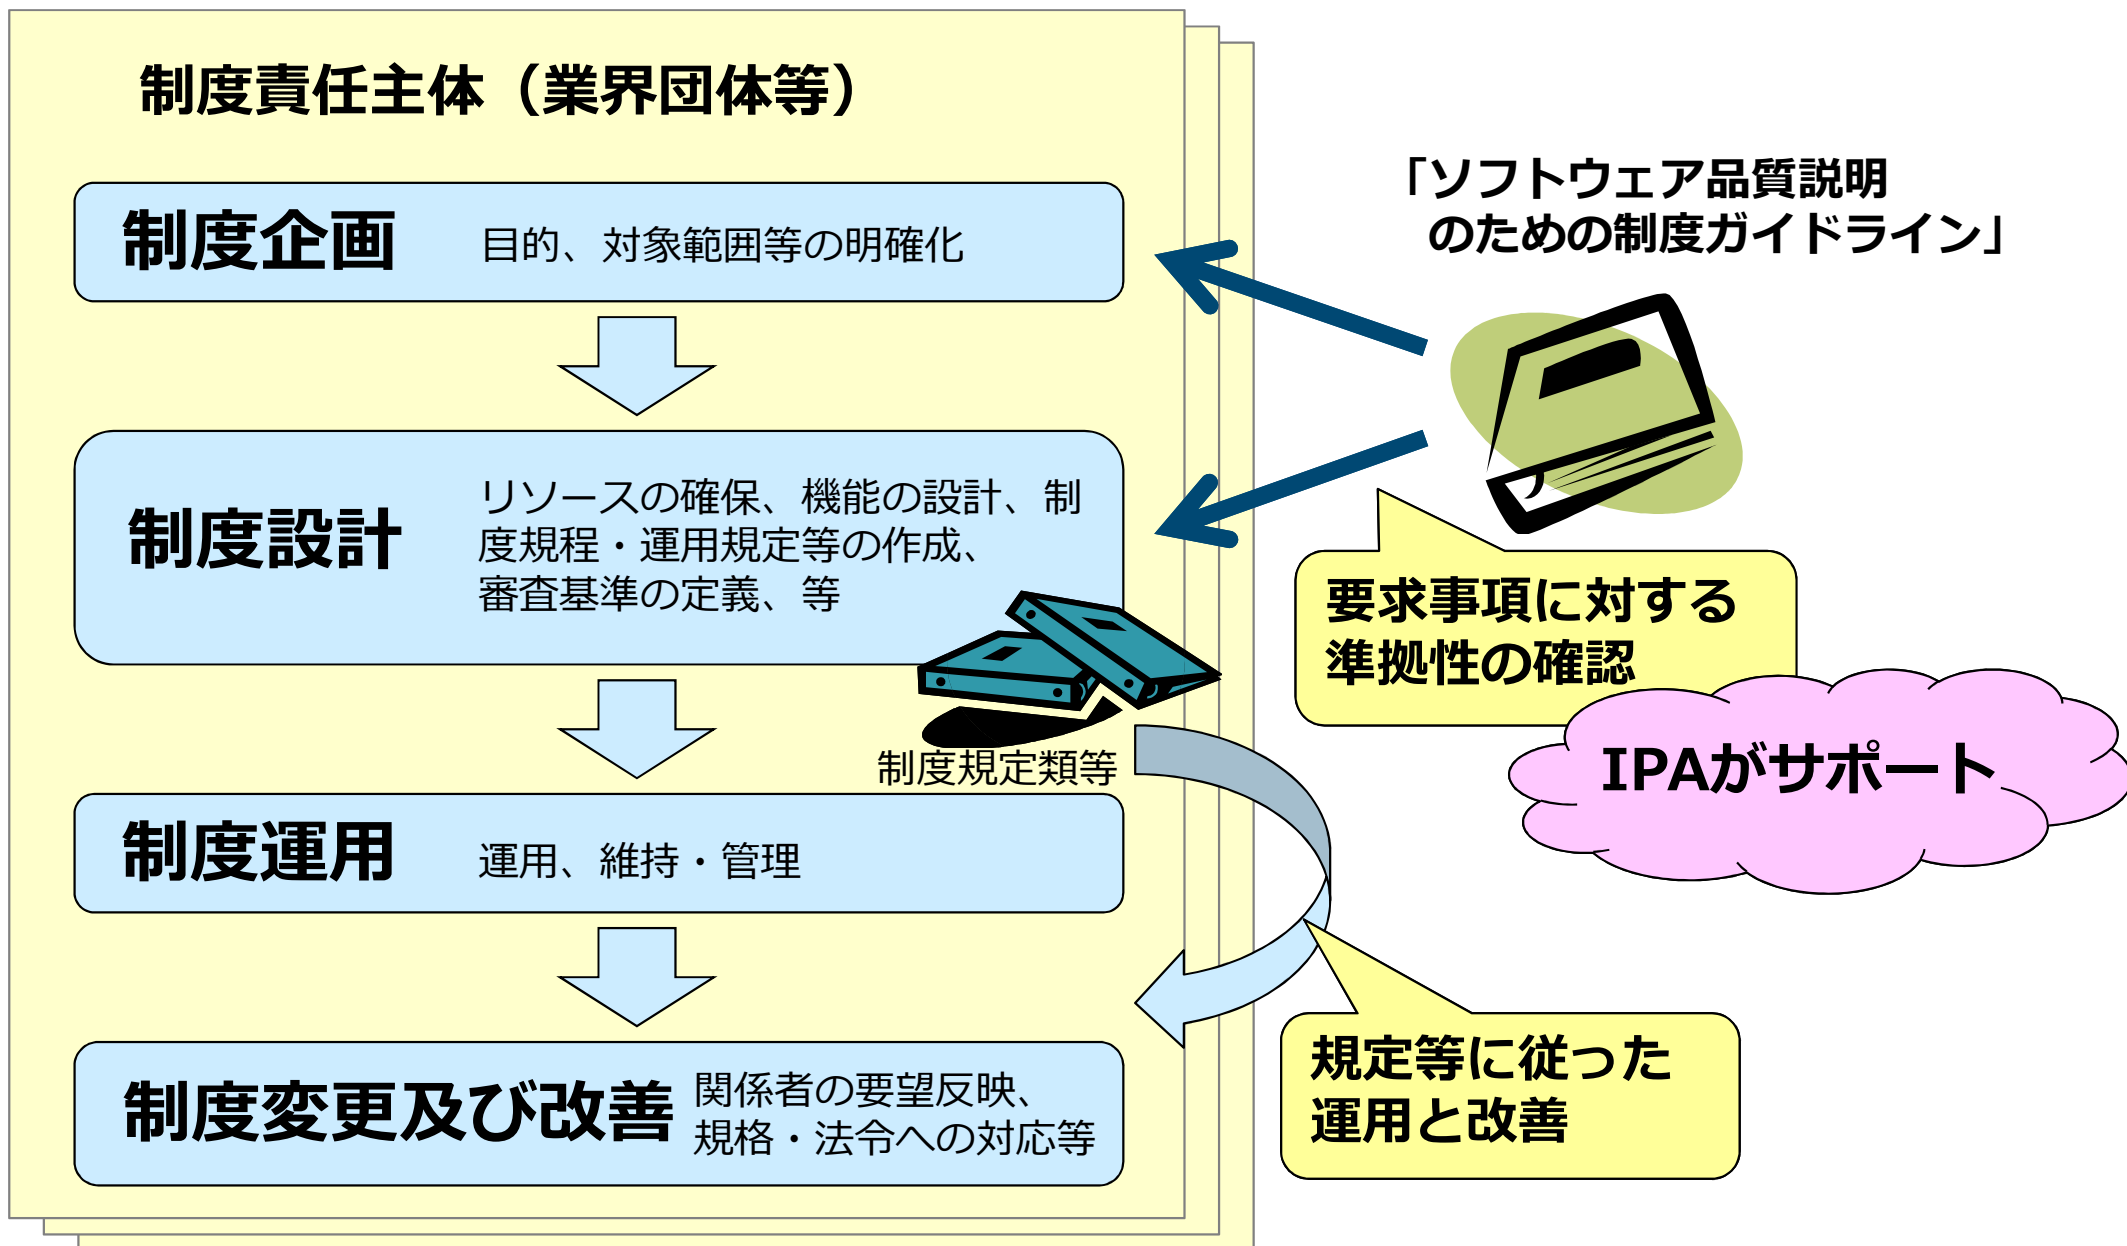 制度責任主体（業界団体等）
制度企画
目的、対象範囲等の明確化
制度設計
リソースの確保、機能の設計、制
度規程・運用規定等の作成、
審査基準の定義、等
制度規定類等
制度運用
運用、維持・管理
制度変更及び改善
関係者の要望反映、
規格・法令への対応等
「ソフトウェア品質説明
のための制度ガイドライン」
要求事項に対する
準拠性の確認
IPAがサポート
規定等に従った
運用と改善